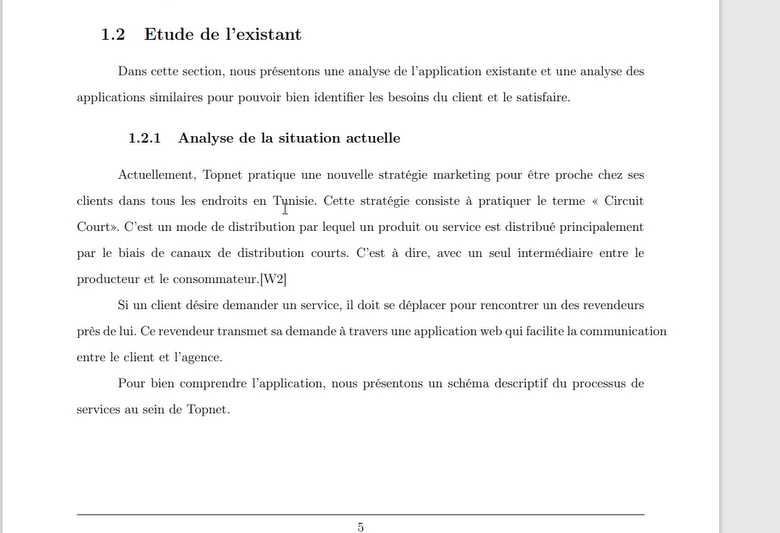 1.2 Etude de l'existant
Dans cette section, nous présentons une analyse de l'application existante et une analyse des
applications similaires pour pouvoir bien identifier les besoins du client et le satisfaire.
1.2.1 Analyse de la situation actuelle
Actuellement, Topnet pratique une nouvelle stratégie marketing pour être proche chez ses
clients dans tous les endroits en Tunisie. Cette stratégie consiste à pratiquer le terme « Circuit
Court». C'est un mode de distribution par lequel un produit ou service est distribué principalement
par le biais de canaux de distribution courts. C'est à dire, avec un seul intermédiaire entre le
producteur et le consommateur.[W2]
Si un client désire demander un service, il doit se déplacer pour rencontrer un des revendeurs
près de lui. Ce revendeur transmet sa demande à travers une application web qui facilite la communication
entre le client et l'agence.
Pour bien comprendre l'application, nous présentons un schéma descriptif du processus de
services au sein de Topnet.
5